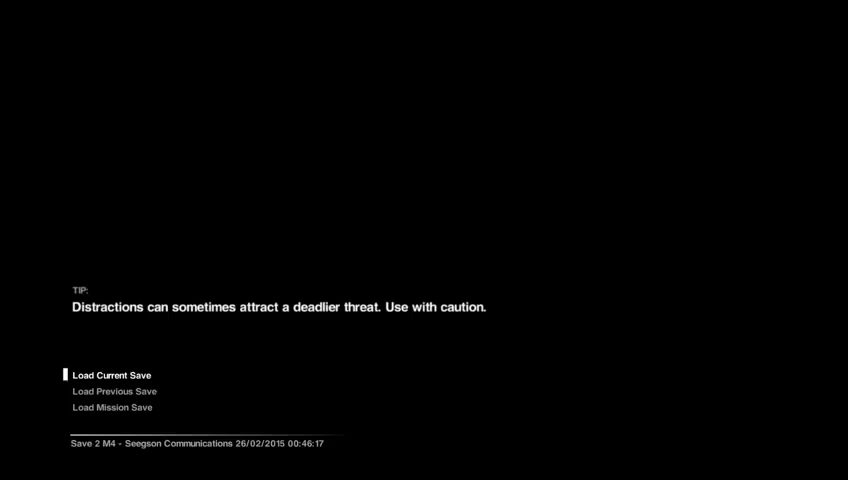 TIP:
Distractions can sometimes attract a deadlier threat. Use with caution.
Load Current Save
Load Previous Save
Load Mission Save
Save 2 M4 - Seegson Communications 26/02/2015 00:46:17